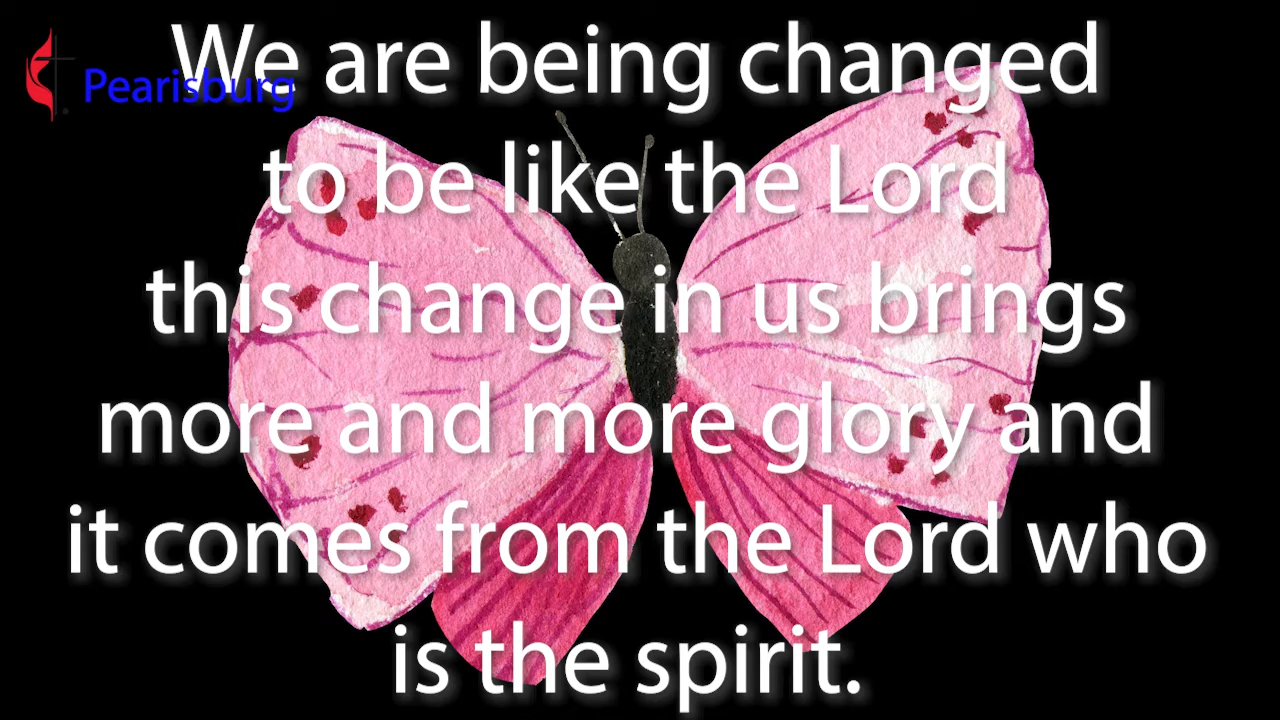 Pearisburg
We are being changed
to be like the Lord
this change in us brings
more and more glory and
it comes from the Lord who
is the spirit.